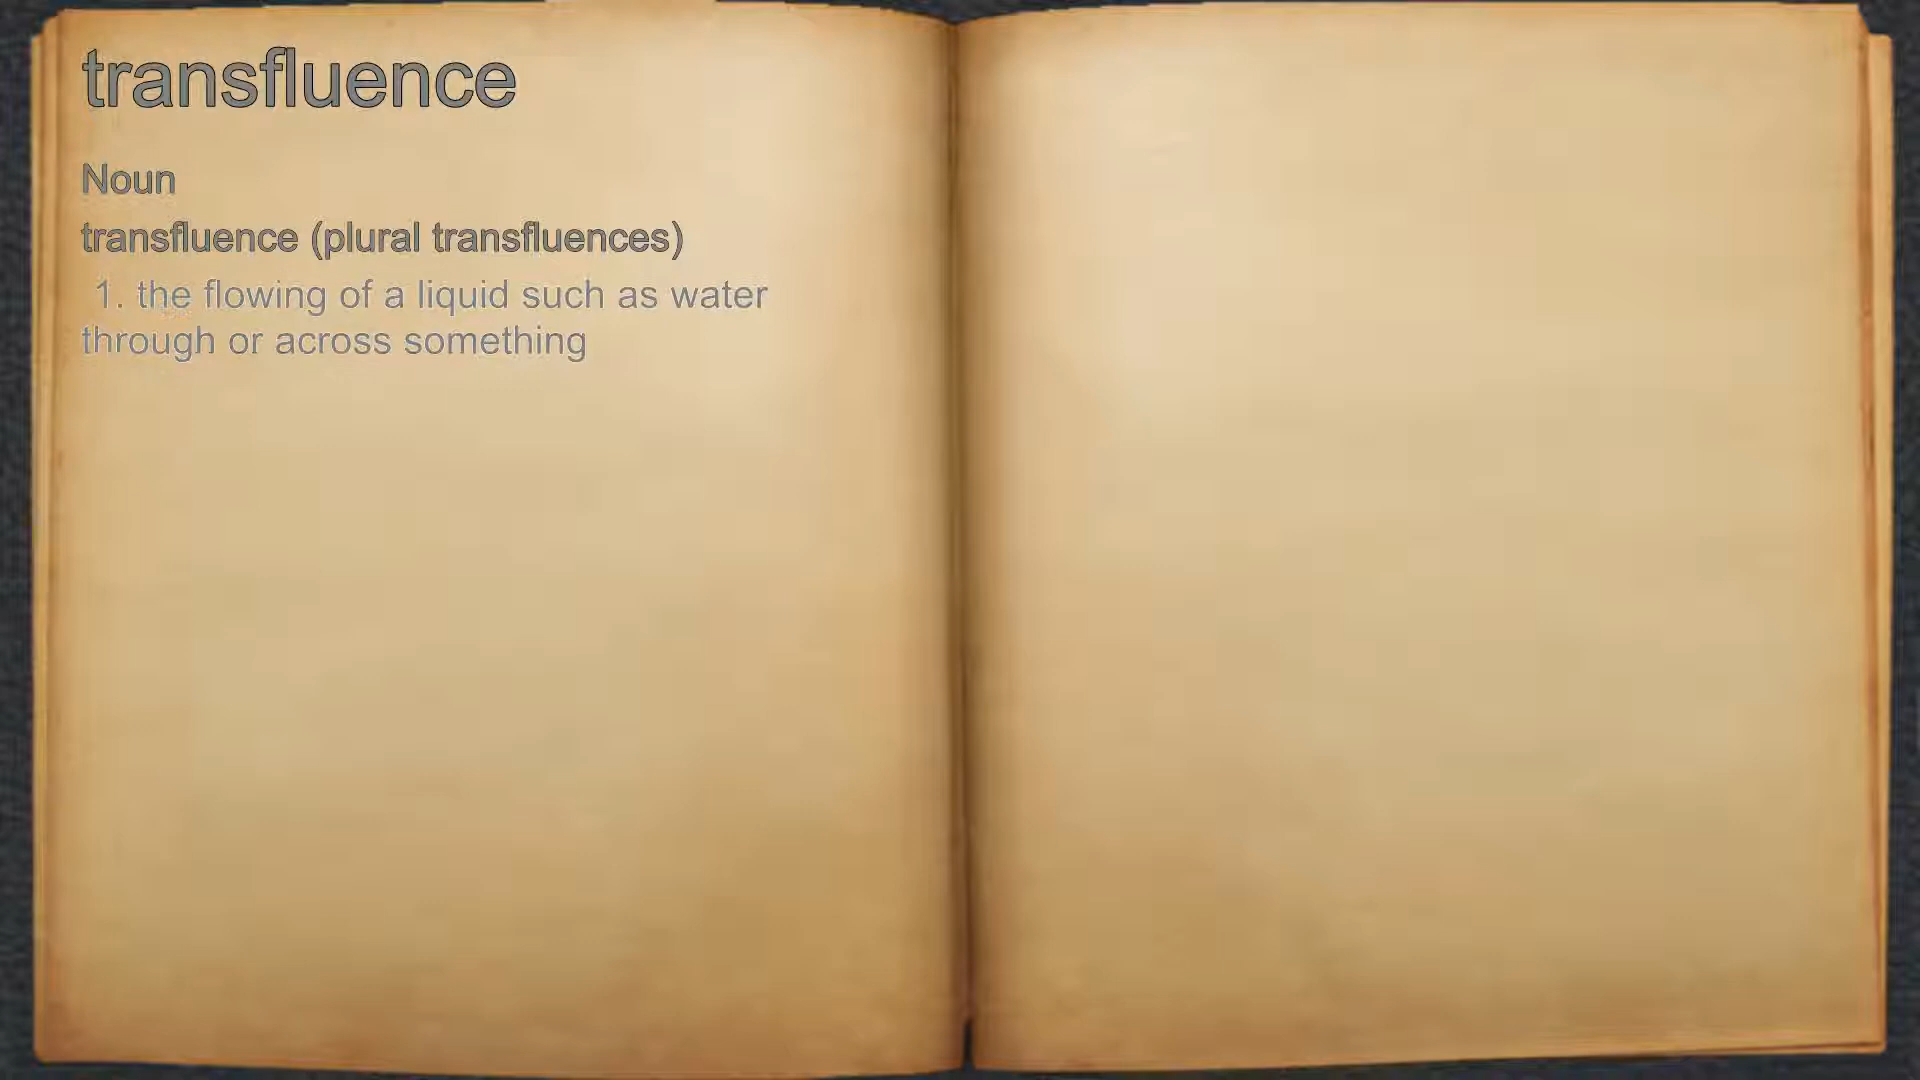 transfluence
Noun
transfluence (plural transfluences)
1. the flowing of a liquid such as water
through or across something